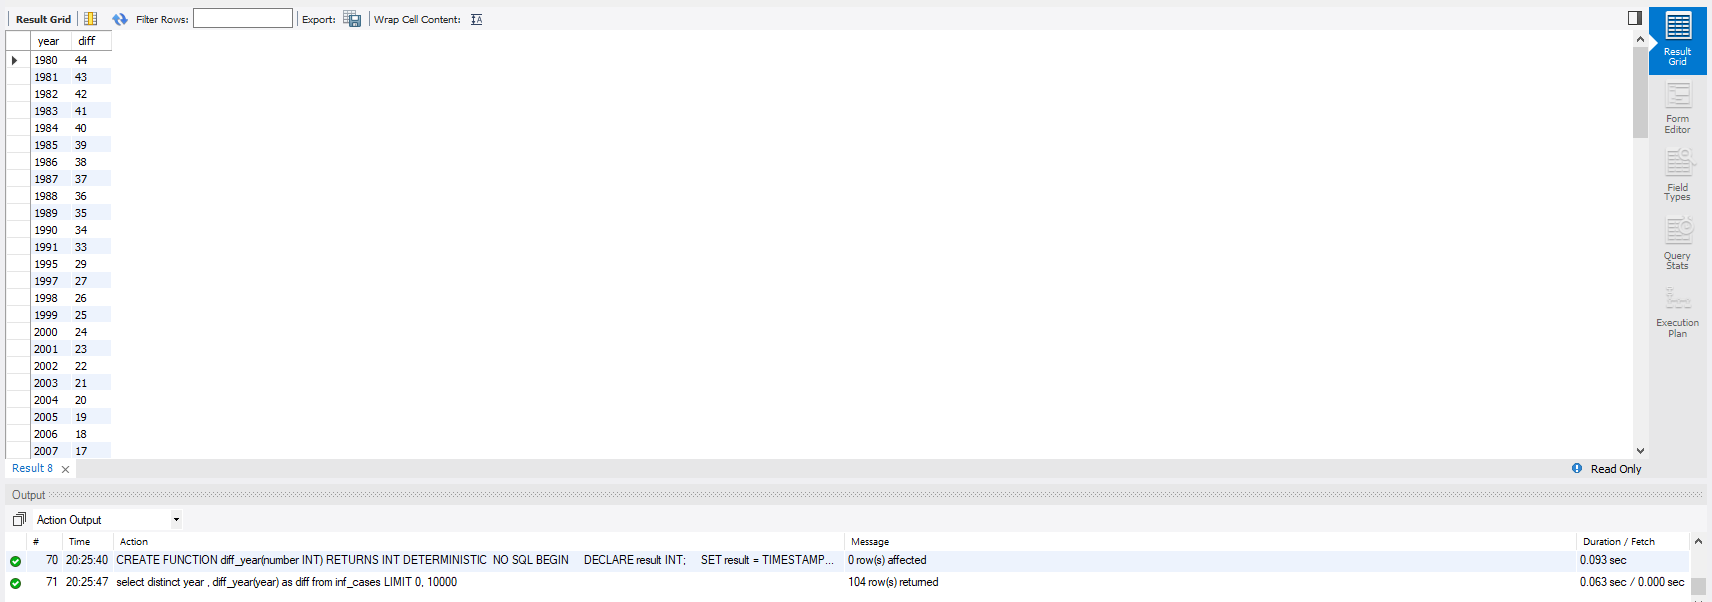 Result Grid Filter Rows: Export: Wrap Cell Content:
year diff
1980 44
1981 43
1982 42
1983 41
1984 40
1985 39
1986 38
1987 37
1988 36
1989 35
1990 34
1991 33
1995 29
1997 27
1998 26
1999 25
2000 24
2001 23
2002 22
2003 21
2004 20
2005 19
2006 18
2007 17
Result
Grid
Form
Editor
Field
Types
Query
Stats
Execution
Plan
Result 8 Read Only
Output
Action Output
# Time Action Message Duration / Fetch
70 20:25:40 CREATE FUNCTION diff_year(number INT) RETURNS INT DETERMINISTIC NO SQL BEGIN DECLARE result INT; SET result = TIMESTAMP... 0 row(s) affected 0.093 sec
71 20:25:47 select distinct year , diff_year(year) as diff from inf_cases LIMIT 0, 10000 104 row(s) returned 0.063 sec / 0.000 sec